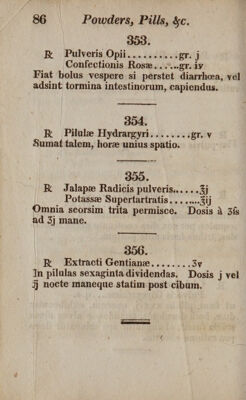 86 Powders, Pills, &c.
353.
℞ Pulveris Opii..........gr. j
Confectionis Rosæ......gr. iv
Fiat bolus vespere si perstet diarrhœa, vel
adsint tormina intestinorum, capiendus.
354.
℞ Pilulæ Hydrargyri........gr. v
Sumat talem, horæ unius spatio.
355.
℞ Jalapæ Radicis pulveris......ʒj
Potassæ Supertartratis........ʒij
Omnia seorsim trita permisce. Dosis à ʒſs
ad ʒj mane.
356.
℞ Extracti Gentianæ........ʒv
In pilulas sexaginta dividendas. Dosis j vel
ij nocte maneque statim post cibum.